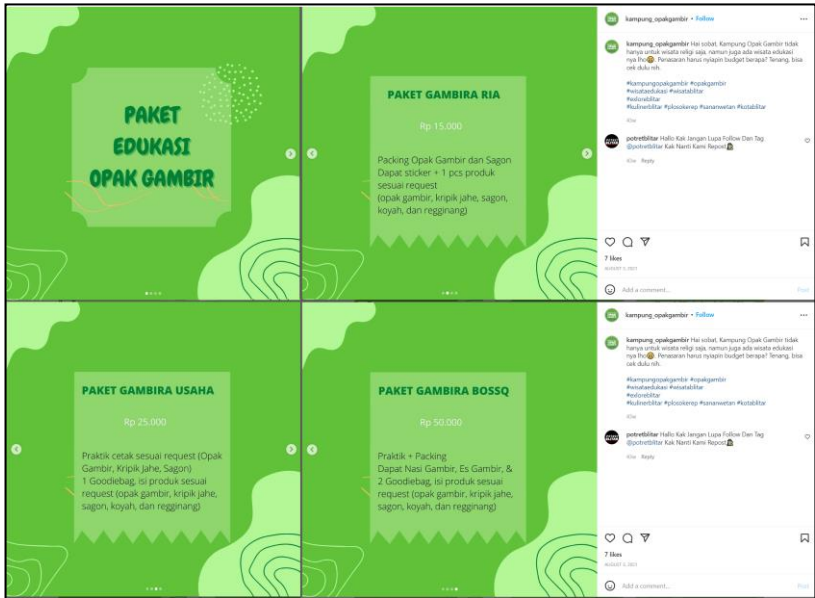 PAKET
EDUKASI
OPAK GAMBIR
PAKET GAMBIRA RIA
Rp 15.000
Packing Opak Gambir dan Sagon
Dapat sticker + 1 pcs produk
sesuai request
(opak gambir, kripik jahe, sagon,
koyah, dan regginang)
kampung_opakgambir • Follow
kampung_opakgambir Hai sobat, Kampung Opak Gambir tidak
hanya untuk wisata religi saja, namun juga ada wisata edukasi
nya lho😄. Penasaran harus nyiapin budget berapa? Tenang, bisa
cek dulu nih.
#kampungopakgambir #opakgambir
#wisataedukasi #wisatablitar
#exloreblitar
#kulinerblitar #plosokerep #sananwetan #kotablitar
potretblitar Hallo Kak Jangan Lupa Follow Dan Tag
@potretblitar Kak Nanti Kami Repost
Reply
7 likes
AUGUST 3, 2021
Add a comment...
Post
PAKET GAMBIRA USAHA
Rp 25.000
Praktik cetak sesuai request (Opak
Gambir, Kripik Jahe, Sagon)
1 Goodiebag, isi produk sesuai
request (opak gambir, kripik jahe,
sagon, koyah, dan regginang)
PAKET GAMBIRA BOSSQ
Rp 50.000
Praktik + Packing
Dapat Nasi Gambir, Es Gambir, &
2 Goodiebag, isi produk sesuai
request (opak gambir, kripik jahe,
sagon, koyah, dan regginang)
kampung_opakgambir • Follow
kampung_opakgambir Hai sobat, Kampung Opak Gambir tidak
hanya untuk wisata religi saja, namun juga ada wisata edukasi
nya lho😄. Penasaran harus nyiapin budget berapa? Tenang, bisa
cek dulu nih.
#kampungopakgambir #opakgambir
#wisataedukasi #wisatablitar
#exloreblitar
#kulinerblitar #plosokerep #sananwetan #kotablitar
potretblitar Hallo Kak Jangan Lupa Follow Dan Tag
@potretblitar Kak Nanti Kami Repost
Reply
7 likes
AUGUST 3, 2021
Add a comment...
Post